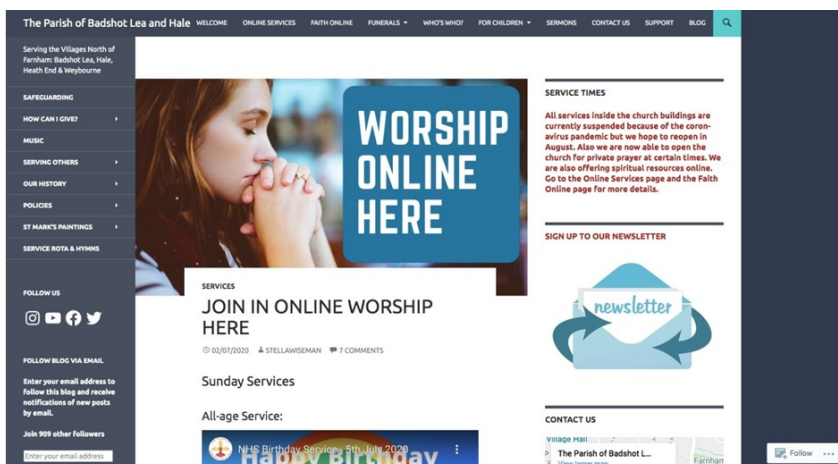 The Parish of Badshot Lea and Hale
WELCOME
ONLINE SERVICES
FAITH ONLINE
FUNERALS
WHO'S WHO?
FOR CHILDREN
SERMONS
CONTACT US
SUPPORT
BLOG
Serving the Villages North of
Farnham: Badshot Lea, Hale,
Heath End & Weybourne
SAFEGUARDING
HOW CAN I GIVE?
MUSIC
SERVING OTHERS
OUR HISTORY
POLICIES
ST MARK'S PAINTINGS
SERVICE ROTA & HYMNS
FOLLOW US
FOLLOW BLOG VIA EMAIL
Enter your email address to
follow this blog and receive
notifications of new posts
by email.
Join 909 other followers
Enter your email address
WORSHIP
ONLINE
HERE
SERVICES
JOIN IN ONLINE WORSHIP
HERE
02/07/2020 STELLAWISEMAN 7 COMMENTS
Sunday Services
All-age Service:
NHS Birthday Service - 5th July 2020
Happy Birthday
SERVICE TIMES
All services inside the church buildings are
currently suspended because of the coron-
avirus pandemic but we hope to reopen in
August. Also we are now able to open the
church for private prayer at certain times. We
are also offering spiritual resources online.
Go to the Online Services page and the Faith
Online page for more details.
SIGN UP TO OUR NEWSLETTER
newsletter
CONTACT US
Village Hall
The Parish of Badshot L...
View larger map
Farnham
Follow